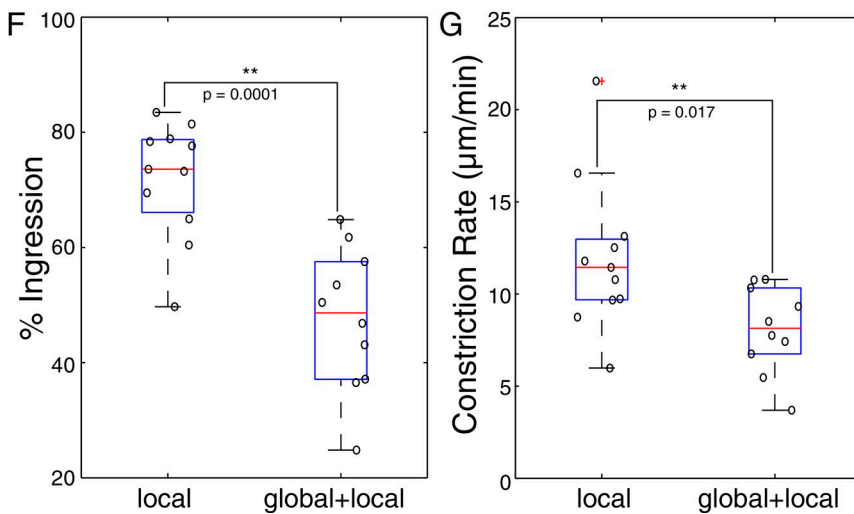 F
100
80
60
40
20
% Ingression
**
p = 0.0001
local
global+local
G
25
20
15
10
5
0
Constriction Rate (μm/min)
**
p = 0.017
local
global+local